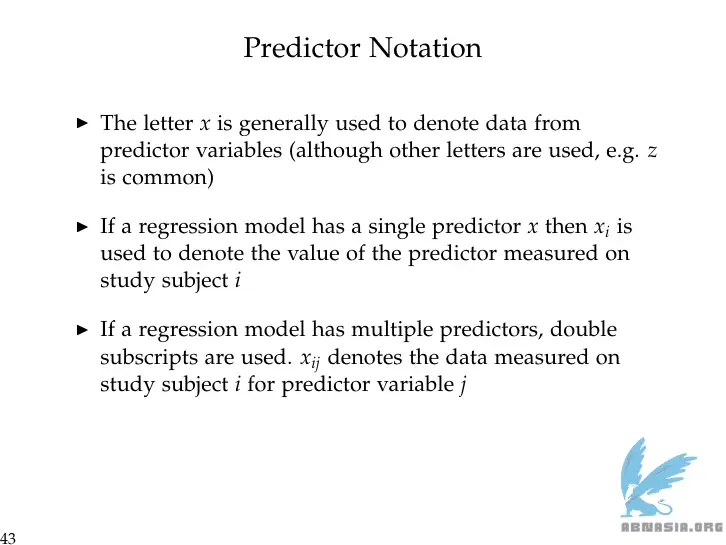 Predictor Notation
▶ The letter x is generally used to denote data from
predictor variables (although other letters are used, e.g. z
is common)
▶ If a regression model has a single predictor x then xᵢ is
used to denote the value of the predictor measured on
study subject i
▶ If a regression model has multiple predictors, double
subscripts are used. xᵢⱼ denotes the data measured on
study subject i for predictor variable j
ABNASIA.ORG
43